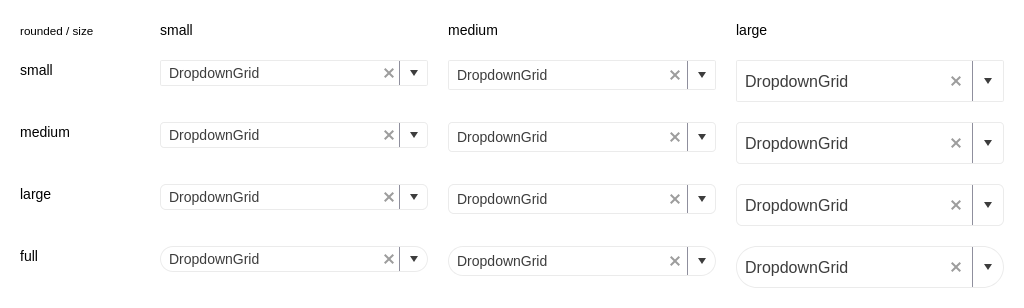 rounded / size small medium large
small DropdownGrid DropdownGrid DropdownGrid
medium DropdownGrid DropdownGrid DropdownGrid
large DropdownGrid DropdownGrid DropdownGrid
full DropdownGrid DropdownGrid DropdownGrid